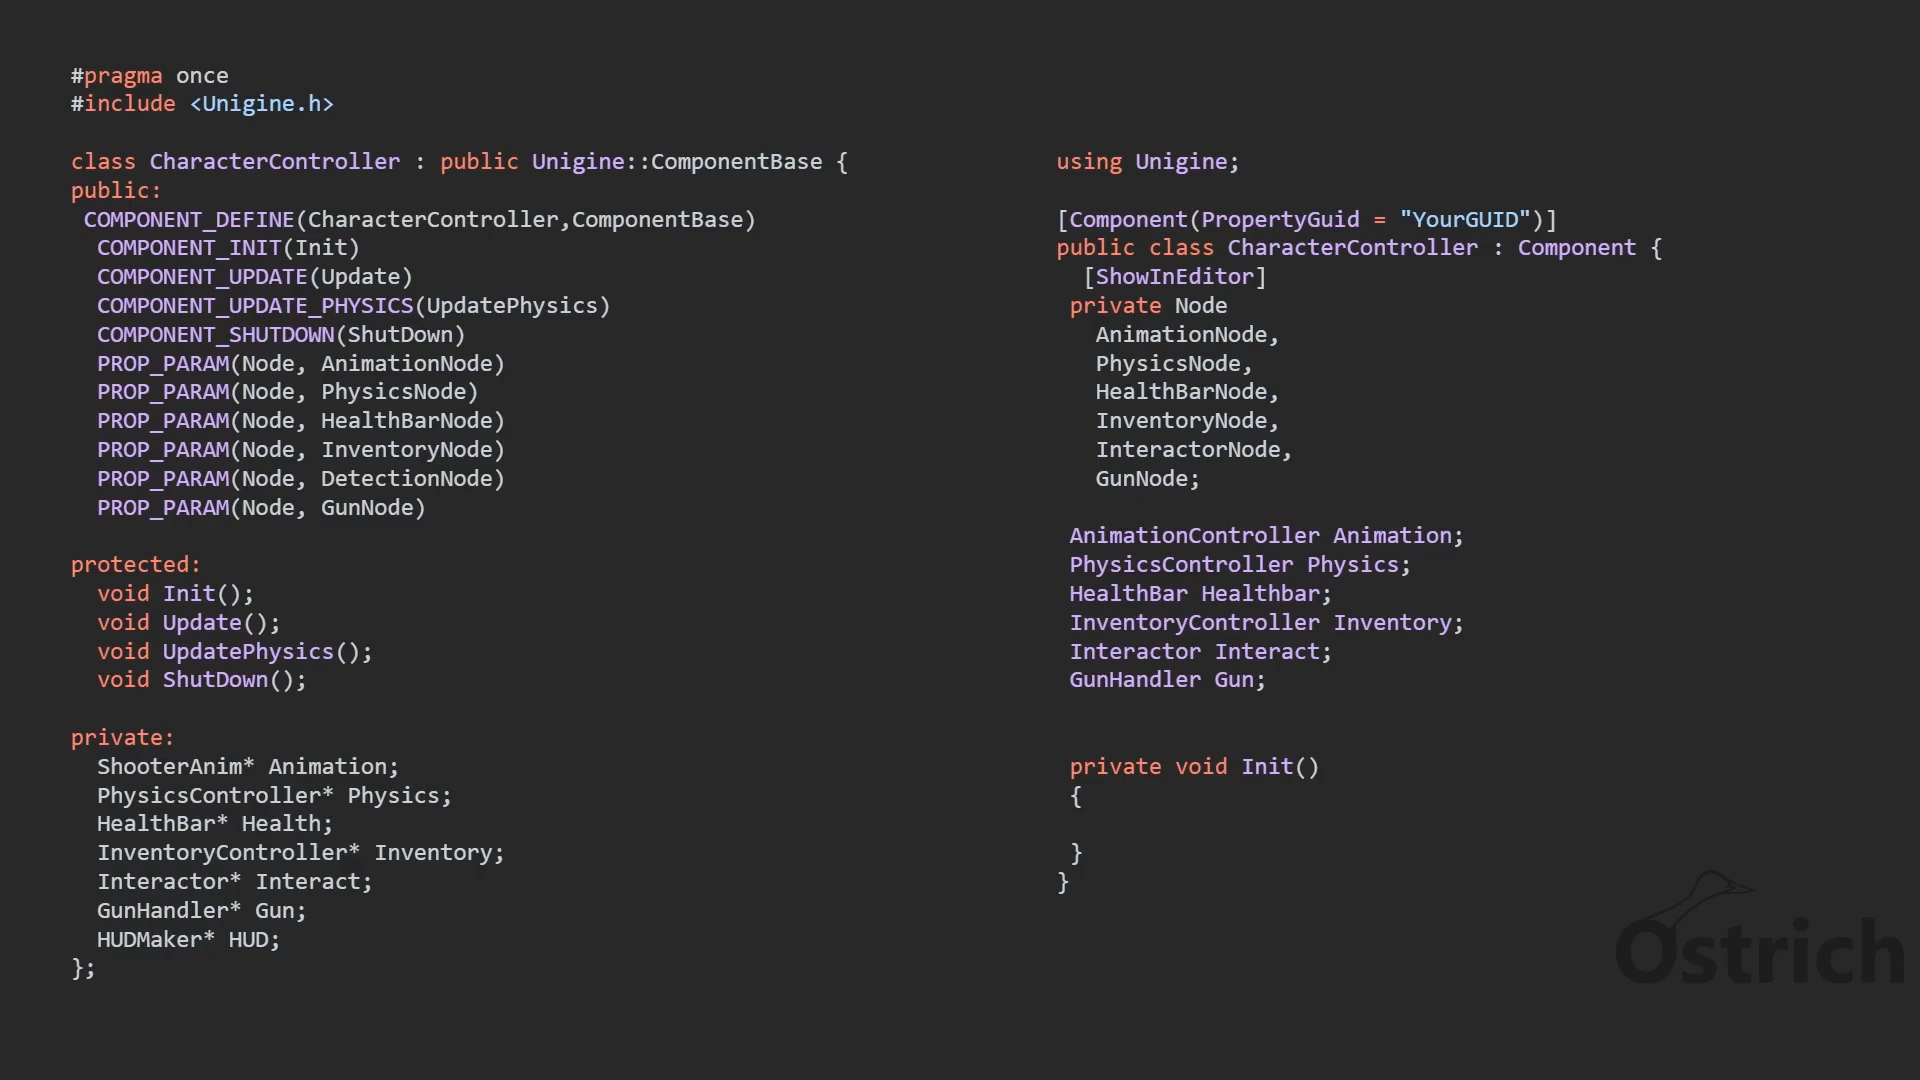 #pragma once
#include <Unigine.h>

class CharacterController : public Unigine::ComponentBase {
public:
 COMPONENT_DEFINE(CharacterController,ComponentBase)
  COMPONENT_INIT(Init)
  COMPONENT_UPDATE(Update)
  COMPONENT_UPDATE_PHYSICS(UpdatePhysics)
  COMPONENT_SHUTDOWN(ShutDown)
  PROP_PARAM(Node, AnimationNode)
  PROP_PARAM(Node, PhysicsNode)
  PROP_PARAM(Node, HealthBarNode)
  PROP_PARAM(Node, InventoryNode)
  PROP_PARAM(Node, DetectionNode)
  PROP_PARAM(Node, GunNode)

protected:
  void Init();
  void Update();
  void UpdatePhysics();
  void ShutDown();

private:
  ShooterAnim* Animation;
  PhysicsController* Physics;
  HealthBar* Health;
  InventoryController* Inventory;
  Interactor* Interact;
  GunHandler* Gun;
  HUDMaker* HUD;
};

using Unigine;

[Component(PropertyGuid = "YourGUID")]
public class CharacterController : Component {
  [ShowInEditor]
 private Node
   AnimationNode,
   PhysicsNode,
   HealthBarNode,
   InventoryNode,
   InteractorNode,
   GunNode;

 AnimationController Animation;
 PhysicsController Physics;
 HealthBar Healthbar;
 InventoryController Inventory;
 Interactor Interact;
 GunHandler Gun;

 private void Init()
 {

 }
}
Ostrich